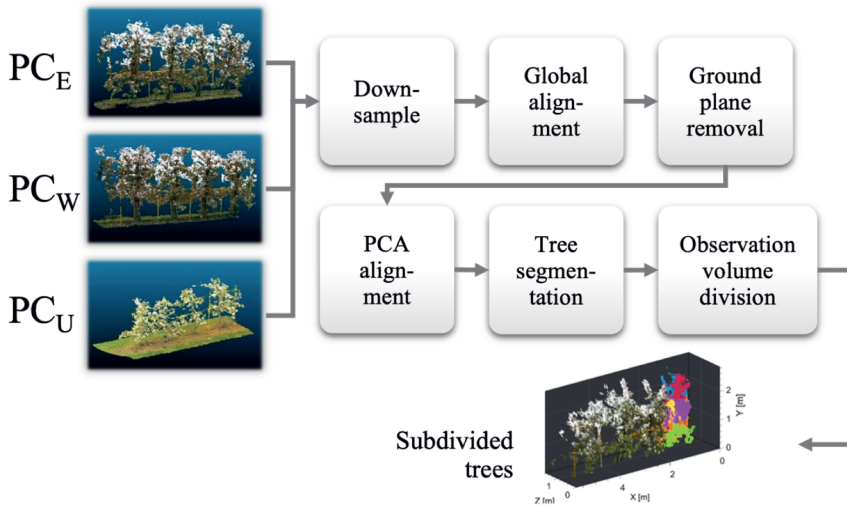 PC_E
PC_W
PC_U
Down-
sample
Global
align-
ment
Ground
plane
removal
PCA
align-
ment
Tree
segmen-
tation
Observation
volume
division
Subdivided
trees
2
1
0
Y [m]
0
2
4
X [m]
1
0
Z [m]